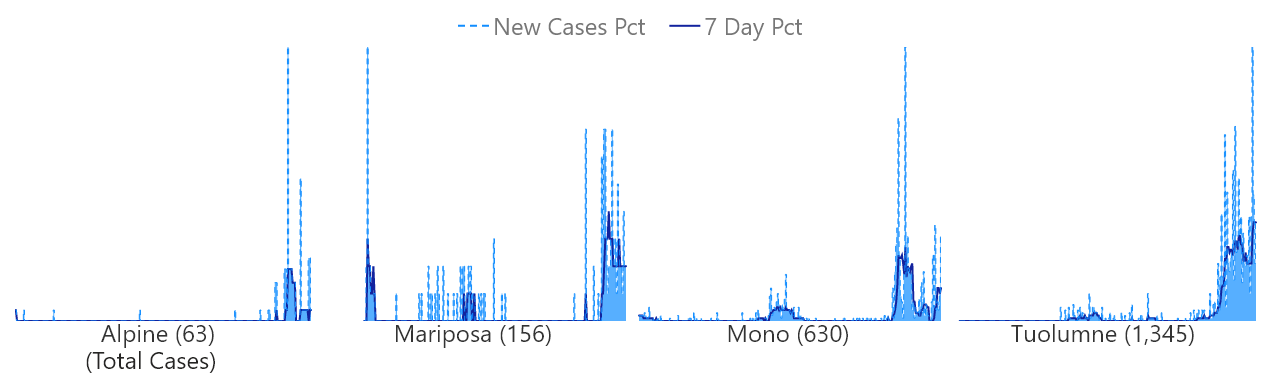 New Cases Pct 7 Day Pct
Alpine (63) Mariposa (156) Mono (630) Tuolumne (1,345)
(Total Cases)